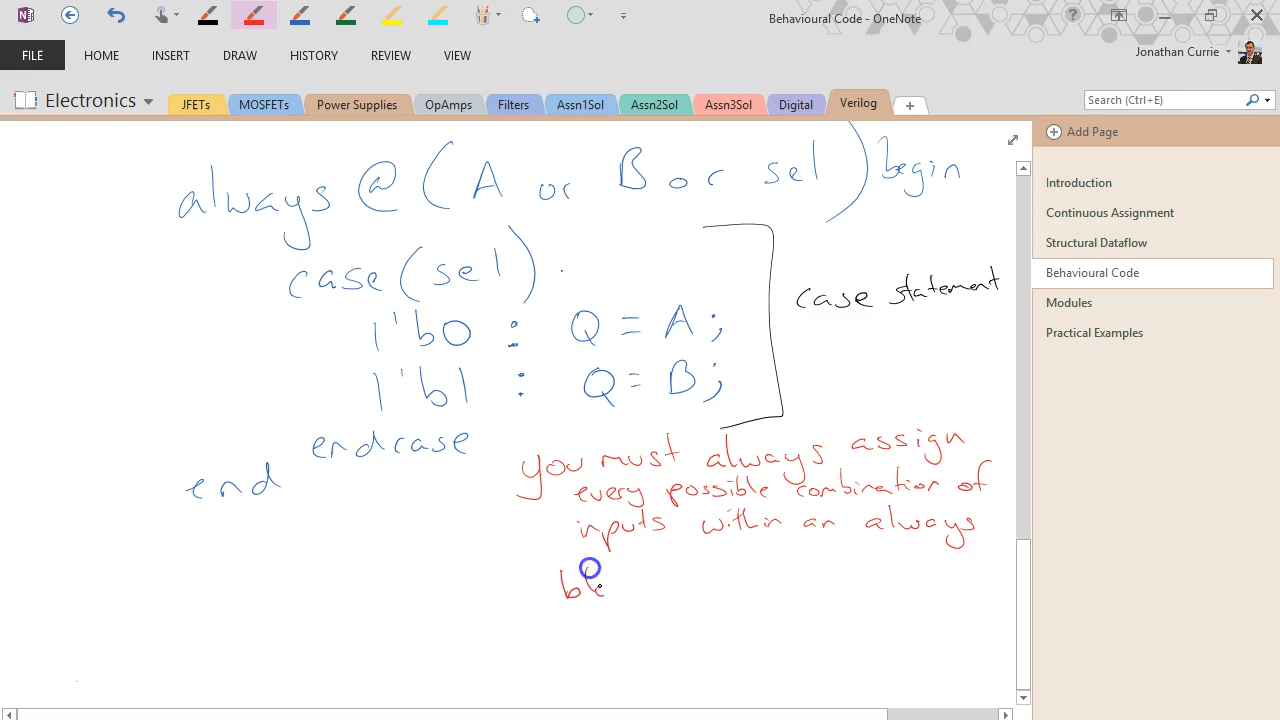 Behavioural Code - OneNote
Jonathan Currie
FILE HOME INSERT DRAW HISTORY REVIEW VIEW
Electronics JFETs MOSFETs Power Supplies OpAmps Filters Assn1Sol Assn2Sol Assn3Sol Digital Verilog
Search (Ctrl+E)
Add Page
Introduction
Continuous Assignment
Structural Dataflow
Behavioural Code
Modules
Practical Examples
always @ (A or B or sel) begin
case(sel)
1'b0 : Q = A;
1'b1 : Q = B;
endcase
end
case statement
you must always assign
every possible combination of
inputs within an always